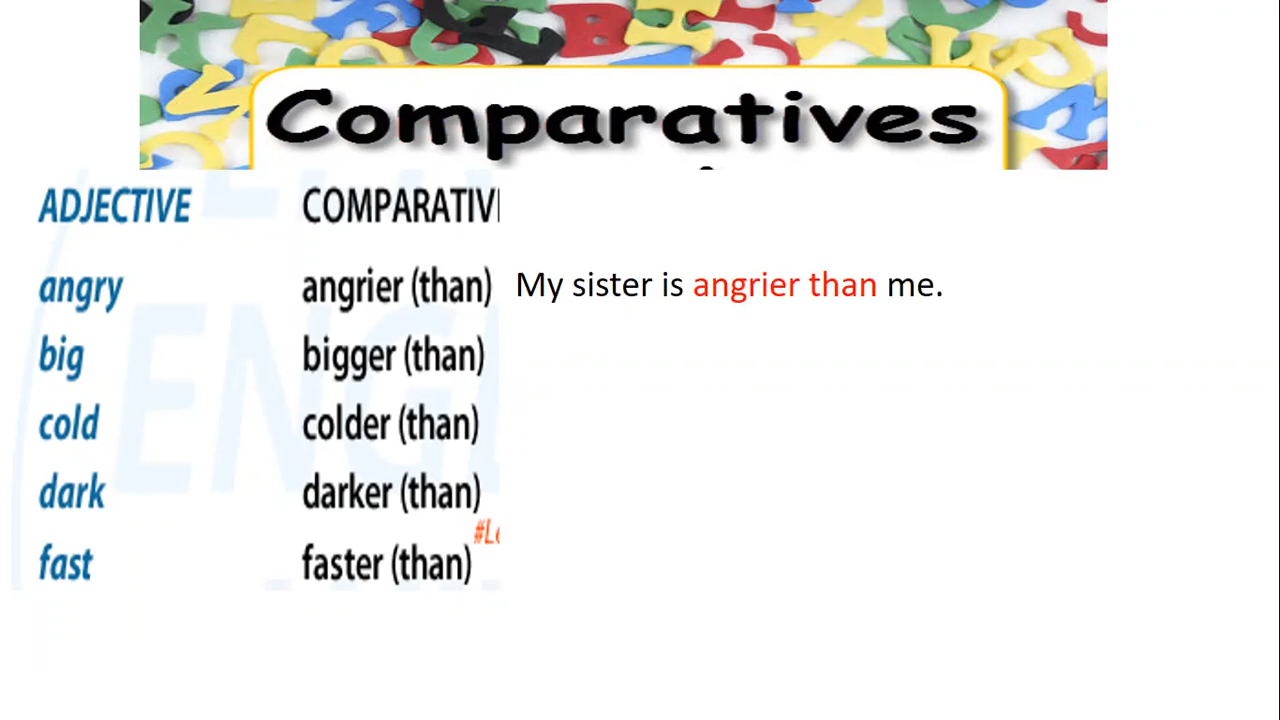 Comparatives
ADJECTIVE COMPARATIV
angry angrier (than) My sister is angrier than me.
big bigger (than)
cold colder (than)
dark darker (than)
#L
fast faster (than)